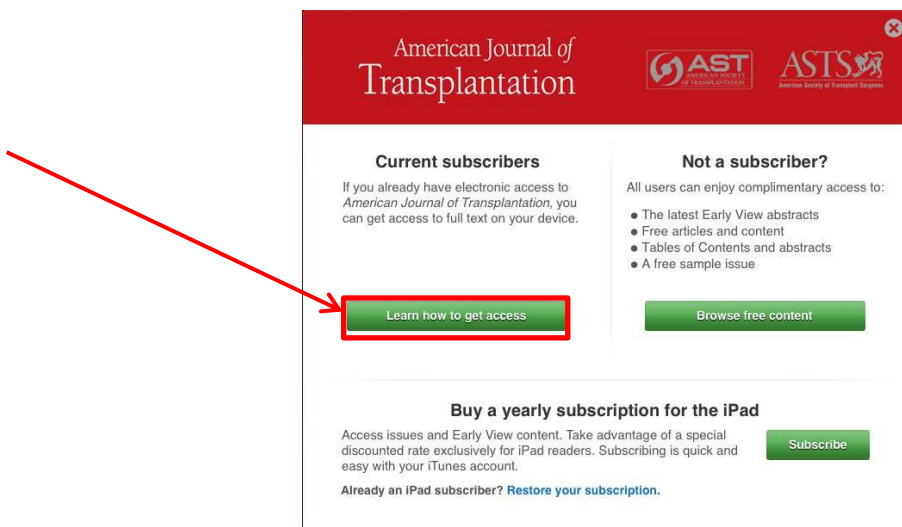 American Journal of
Transplantation
AST
AMERICAN SOCIETY
OF TRANSPLANTATION
ASTS
American Society of Transplant Surgeons
Current subscribers
If you already have electronic access to
American Journal of Transplantation, you
can get access to full text on your device.
Learn how to get access
Not a subscriber?
All users can enjoy complimentary access to:
• The latest Early View abstracts
• Free articles and content
• Tables of Contents and abstracts
• A free sample issue
Browse free content
Buy a yearly subscription for the iPad
Access issues and Early View content. Take advantage of a special
discounted rate exclusively for iPad readers. Subscribing is quick and
easy with your iTunes account.
Subscribe
Already an iPad subscriber? Restore your subscription.